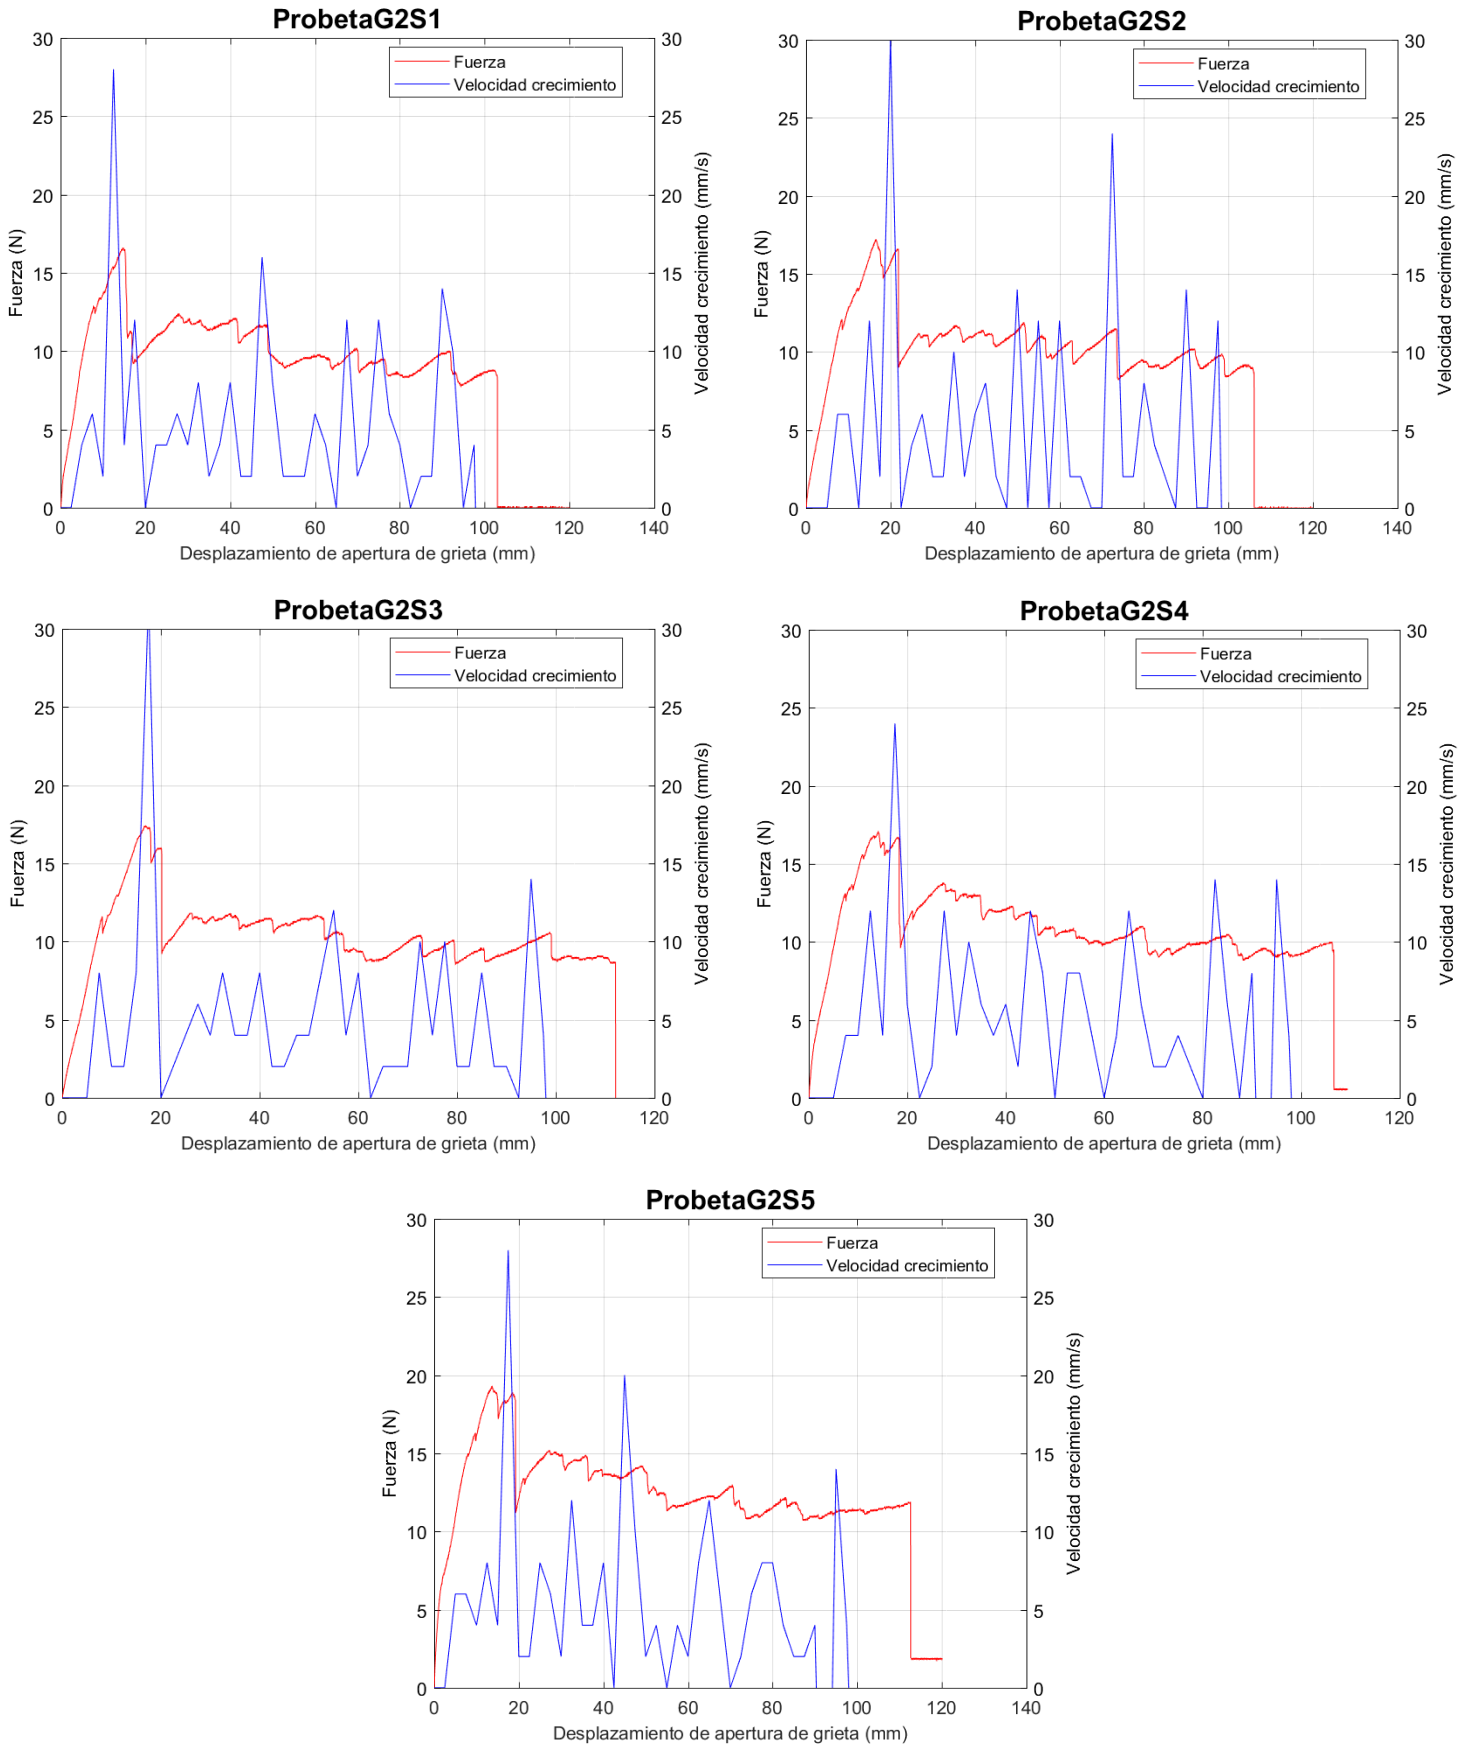 ProbetaG2S1
30
25
20
15
10
5
0
Fuerza (N)
Fuerza
Velocidad crecimiento
30
25
20
15
10
5
0
Velocidad crecimiento (mm/s)
0 20 40 60 80 100 120 140
Desplazamiento de apertura de grieta (mm)
ProbetaG2S2
30
25
20
15
10
5
0
Fuerza (N)
Fuerza
Velocidad crecimiento
30
25
20
15
10
5
0
Velocidad crecimiento (mm/s)
0 20 40 60 80 100 120 140
Desplazamiento de apertura de grieta (mm)
ProbetaG2S3
30
25
20
15
10
5
0
Fuerza (N)
Fuerza
Velocidad crecimiento
30
25
20
15
10
5
0
Velocidad crecimiento (mm/s)
0 20 40 60 80 100 120
Desplazamiento de apertura de grieta (mm)
ProbetaG2S4
30
25
20
15
10
5
0
Fuerza (N)
Fuerza
Velocidad crecimiento
30
25
20
15
10
5
0
Velocidad crecimiento (mm/s)
0 20 40 60 80 100 120
Desplazamiento de apertura de grieta (mm)
ProbetaG2S5
30
25
20
15
10
5
0
Fuerza (N)
Fuerza
Velocidad crecimiento
30
25
20
15
10
5
0
Velocidad crecimiento (mm/s)
0 20 40 60 80 100 120 140
Desplazamiento de apertura de grieta (mm)